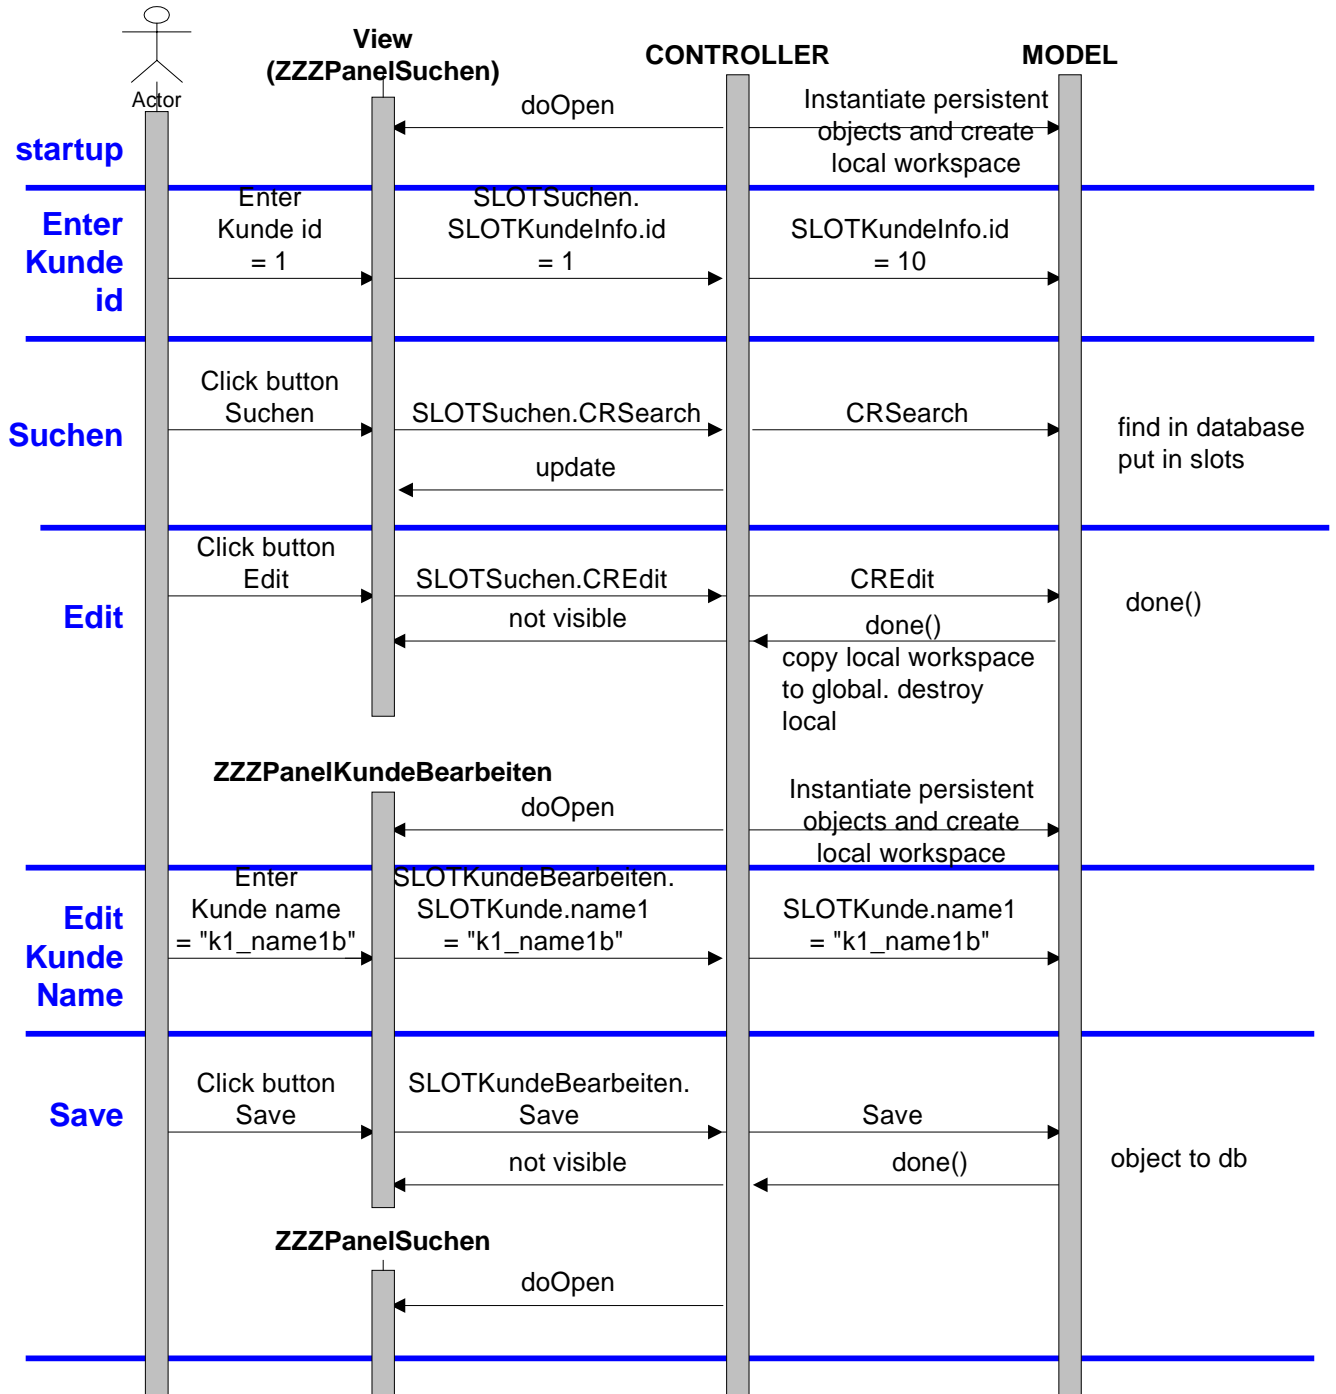 View
(ZZZPanelSuchen)
CONTROLLER
MODEL
Actor
startup
doOpen
Instantiate persistent
objects and create
local workspace
Enter
Kunde
id
Enter
Kunde id
= 1
SLOTSuchen.
SLOTKundeInfo.id
= 1
SLOTKundeInfo.id
= 10
Suchen
Click button
Suchen
SLOTSuchen.CRSearch
CRSearch
find in database
put in slots
update
Edit
Click button
Edit
SLOTSuchen.CREdit
CREdit
done()
not visible
done()
copy local workspace
to global. destroy
local
ZZZPanelKundeBearbeiten
doOpen
Instantiate persistent
objects and create
local workspace
Edit
Kunde
Name
Enter
Kunde name
= "k1_name1b"
SLOTKundeBearbeiten.
SLOTKunde.name1
= "k1_name1b"
SLOTKunde.name1
= "k1_name1b"
Save
Click button
Save
SLOTKundeBearbeiten.
Save
Save
not visible
done()
object to db
ZZZPanelSuchen
doOpen